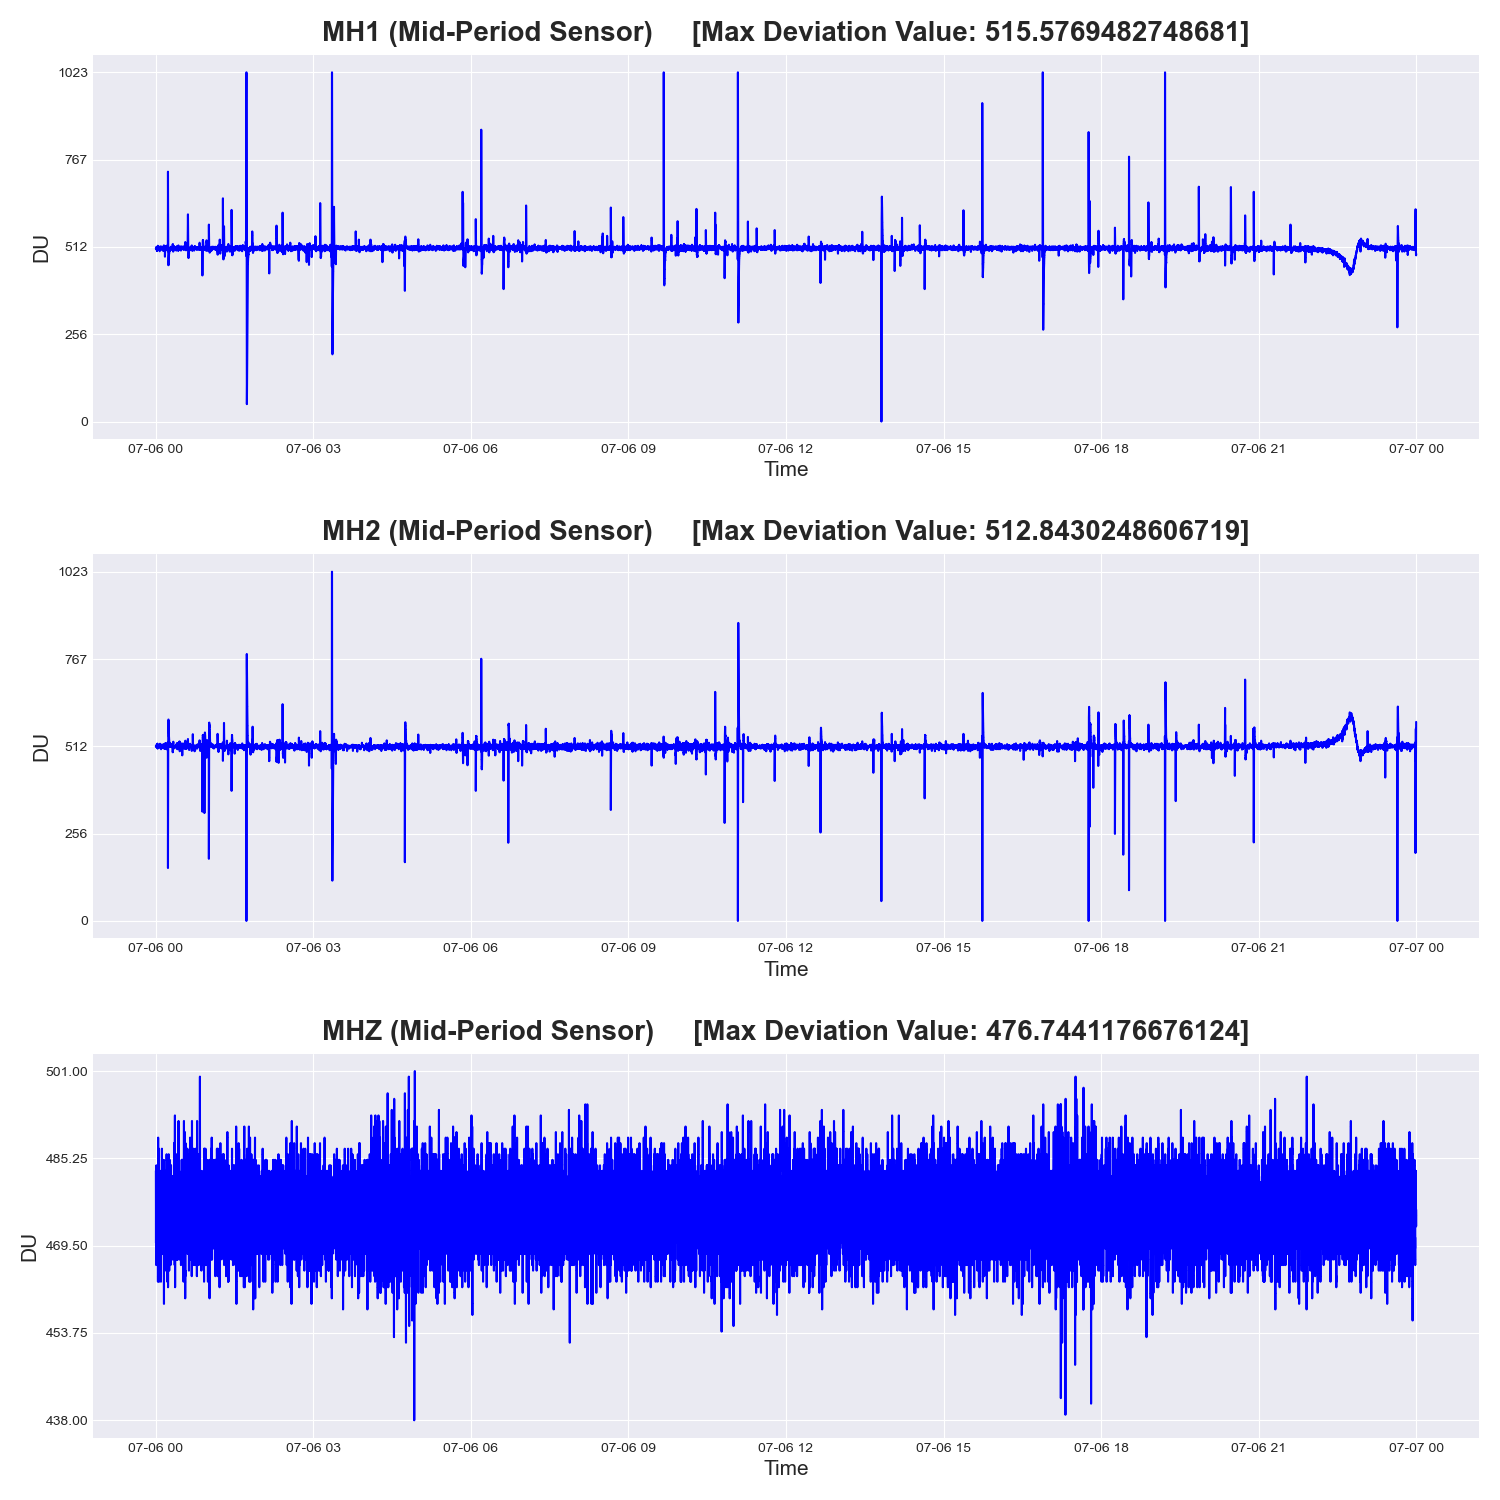 MH1 (Mid-Period Sensor)     [Max Deviation Value: 515.5769482748681]
1023
767
512
256
0
DU
07-06 00 07-06 03 07-06 06 07-06 09 07-06 12 07-06 15 07-06 18 07-06 21 07-07 00
Time
MH2 (Mid-Period Sensor)     [Max Deviation Value: 512.8430248606719]
1023
767
512
256
0
DU
07-06 00 07-06 03 07-06 06 07-06 09 07-06 12 07-06 15 07-06 18 07-06 21 07-07 00
Time
MHZ (Mid-Period Sensor)     [Max Deviation Value: 476.7441176676124]
501.00
485.25
469.50
453.75
438.00
DU
07-06 00 07-06 03 07-06 06 07-06 09 07-06 12 07-06 15 07-06 18 07-06 21 07-07 00
Time